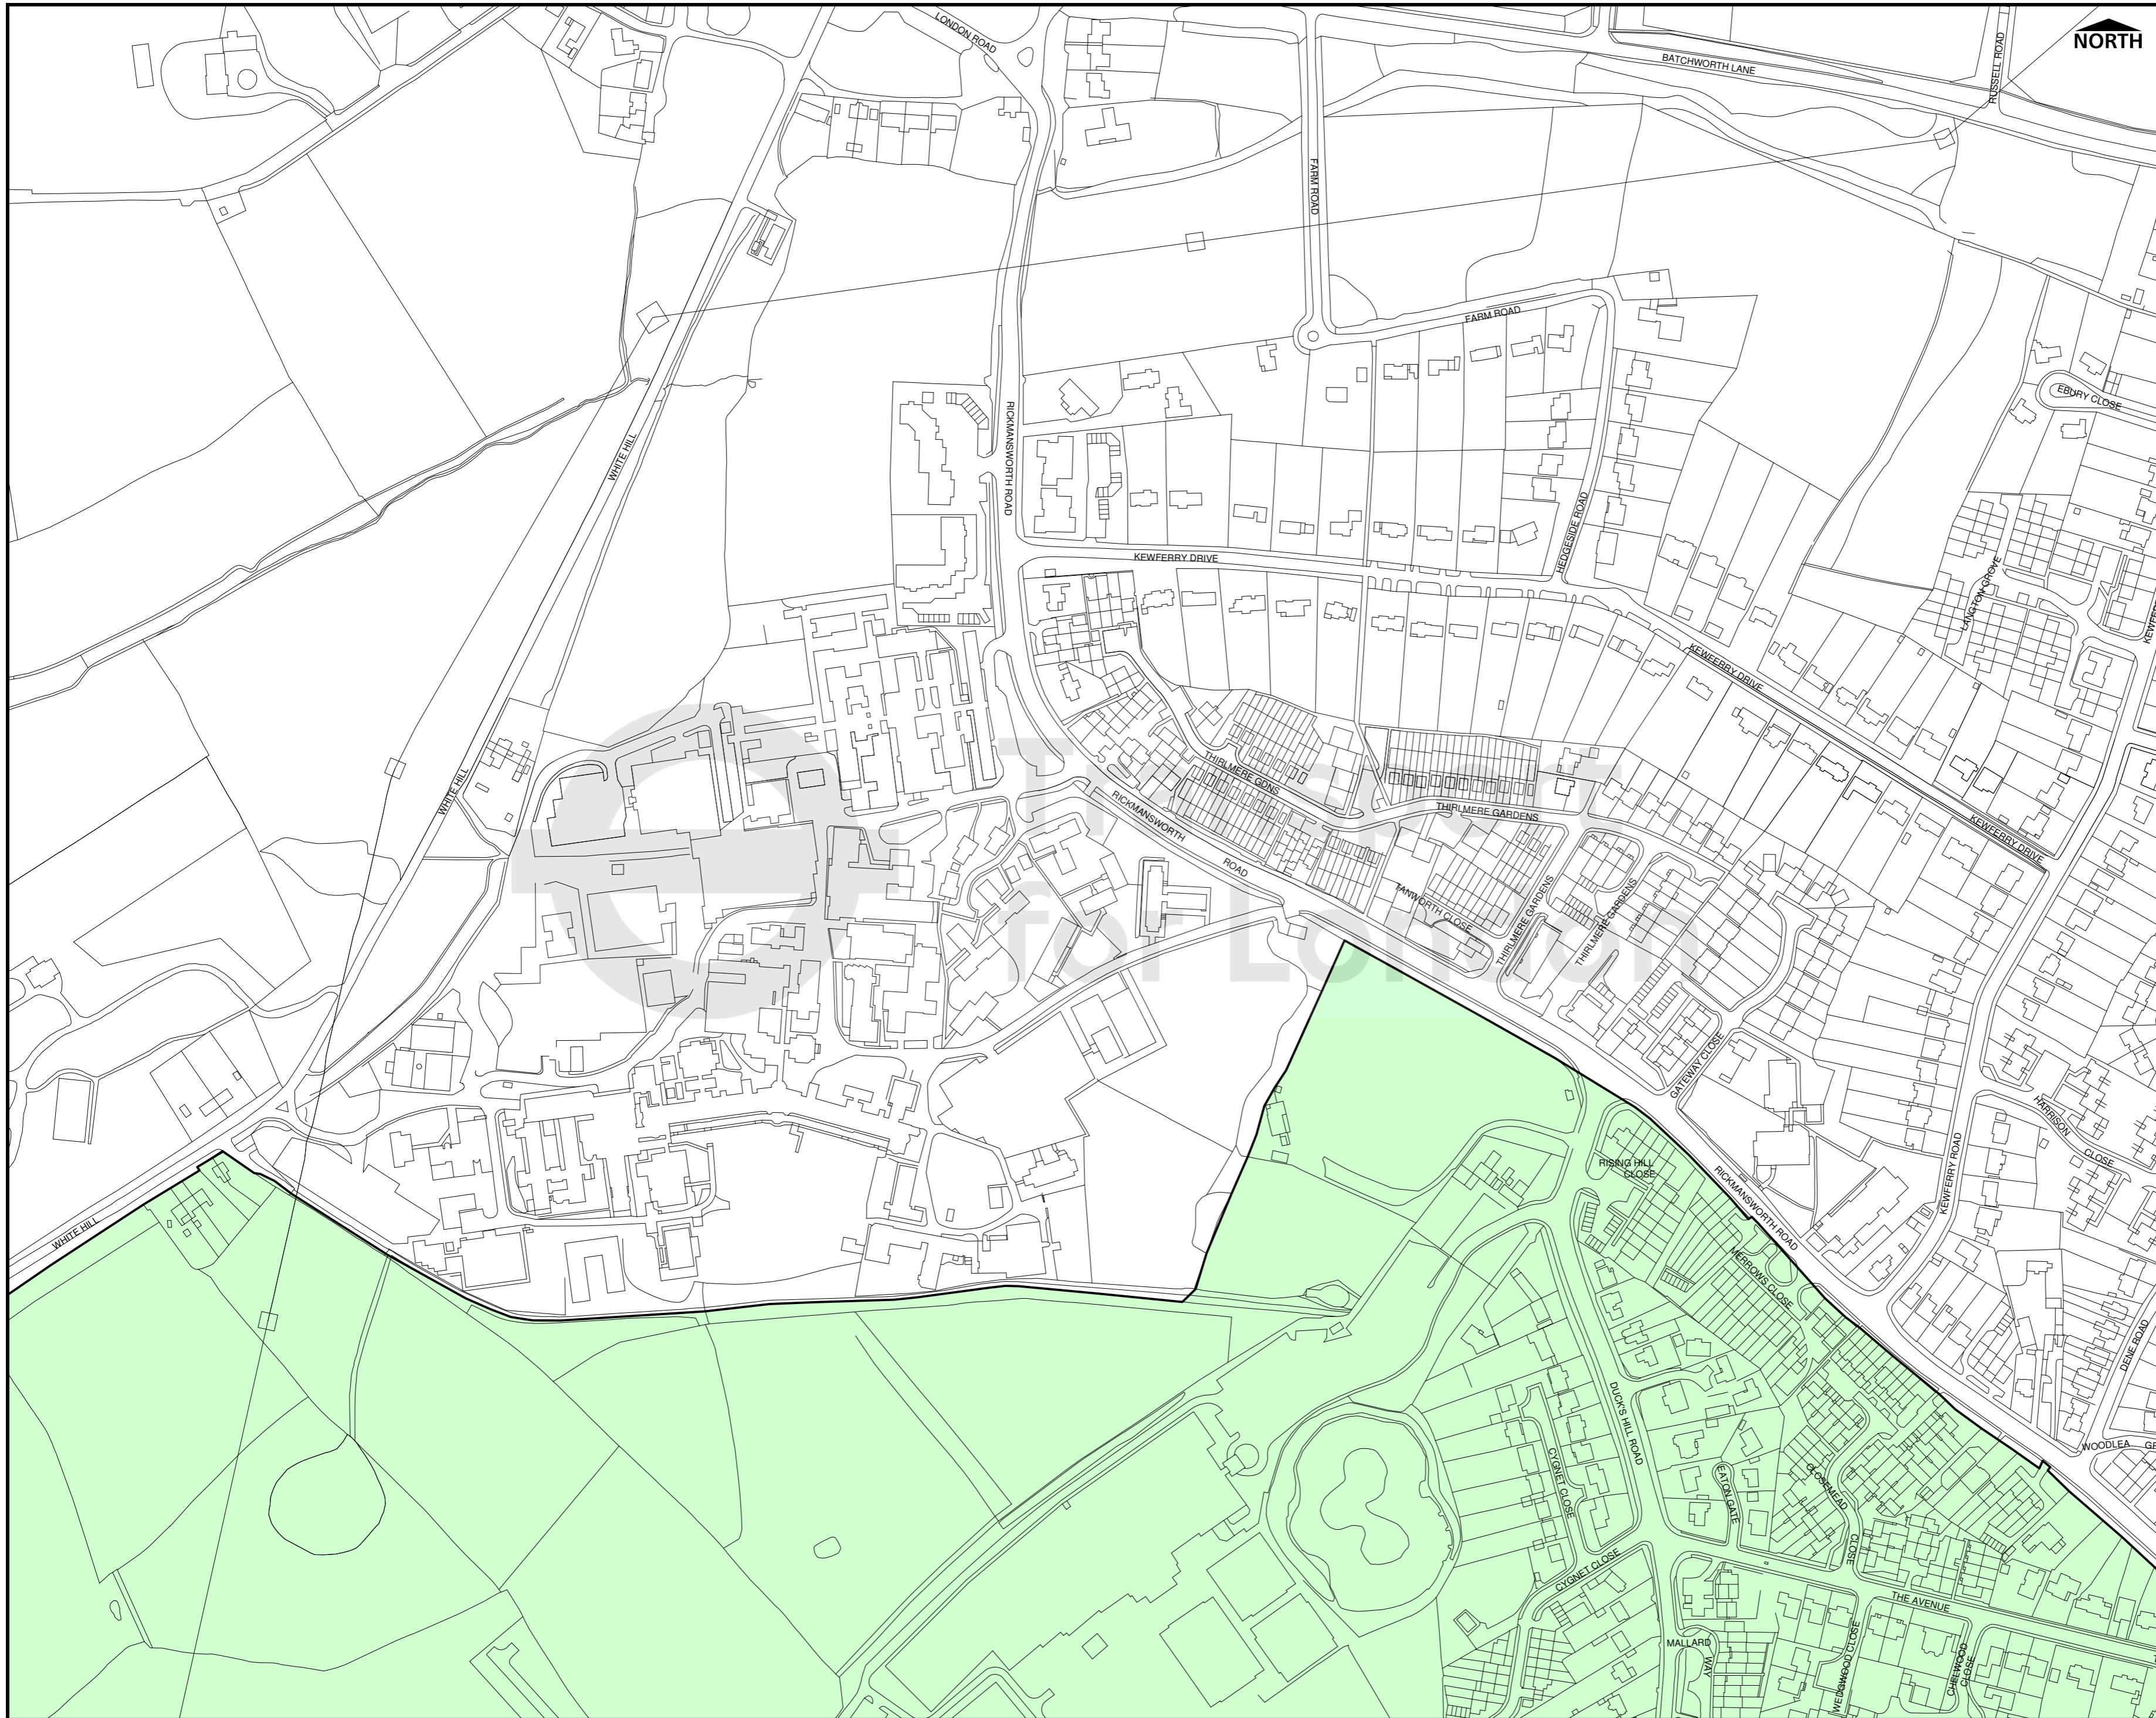 NORTH
LONDON ROAD
BATCHWORTH LANE
RUSSELL ROAD
FARM ROAD
FARM ROAD
EBURY CLOSE
WHITE HILL
RICKMANSWORTH ROAD
HEDGESIDE ROAD
KEWFERRY DRIVE
LANGTON GROVE
KEWFERRY DRIVE
WHITE HILL
THIRLMERE GDNS
RICKMANSWORTH
ROAD
THIRLMERE GARDENS
KEWFERRY DRIVE
Transport
for London
TANWORTH CLOSE
THIRLMERE GARDENS
THIRLMERE GARDENS
GATEWAY CLOSE
HARRISON
CLOSE
KEWFERRY ROAD
RISING HILL
CLOSE
RICKMANSWORTH ROAD
WHITE HILL
MERROWS CLOSE
DENE ROAD
DUCK'S HILL ROAD
WOODLEA
CYGNET CLOSE
EATON GATE
CLOSEMEAD
CLOSE
CYGNET CLOSE
THE AVENUE
MALLARD
WAY
WEDGWOOD CLOSE
CHELWOOD
CLOSE